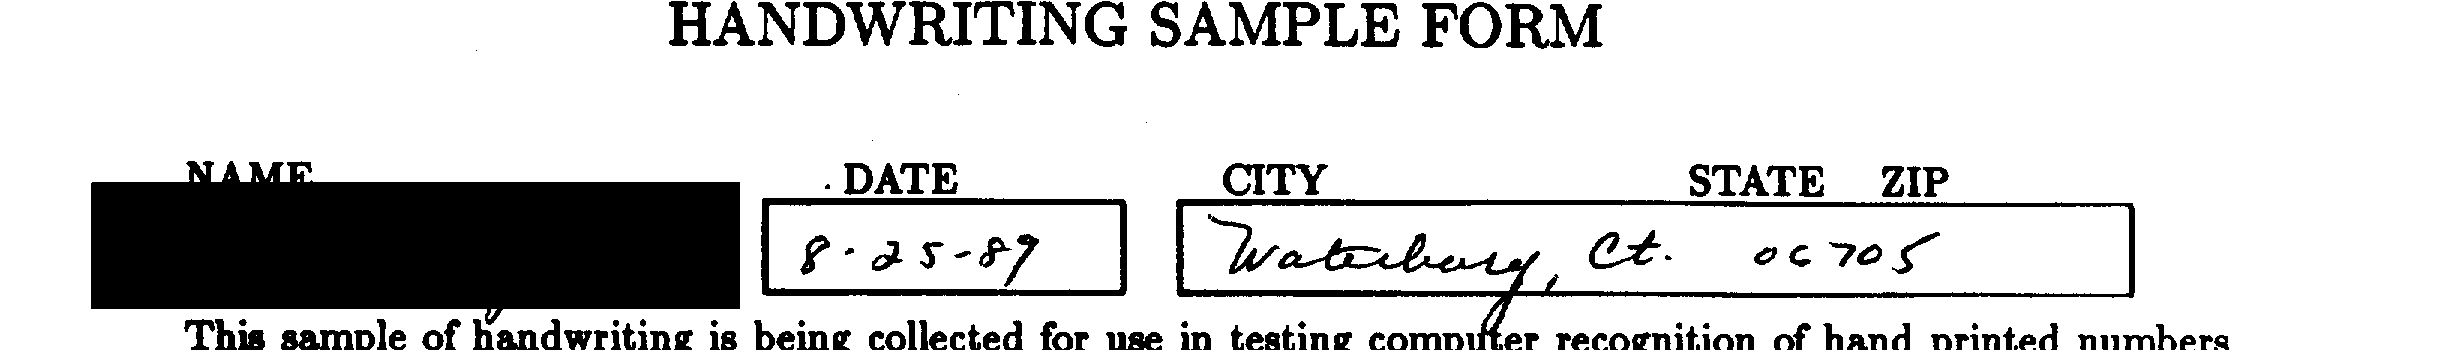 HANDWRITING SAMPLE FORM
NAME DATE CITY STATE ZIP
8-25-89 Waterbury, Ct. 06705
This sample of handwriting is being collected for use in testing computer recognition of hand printed numbers